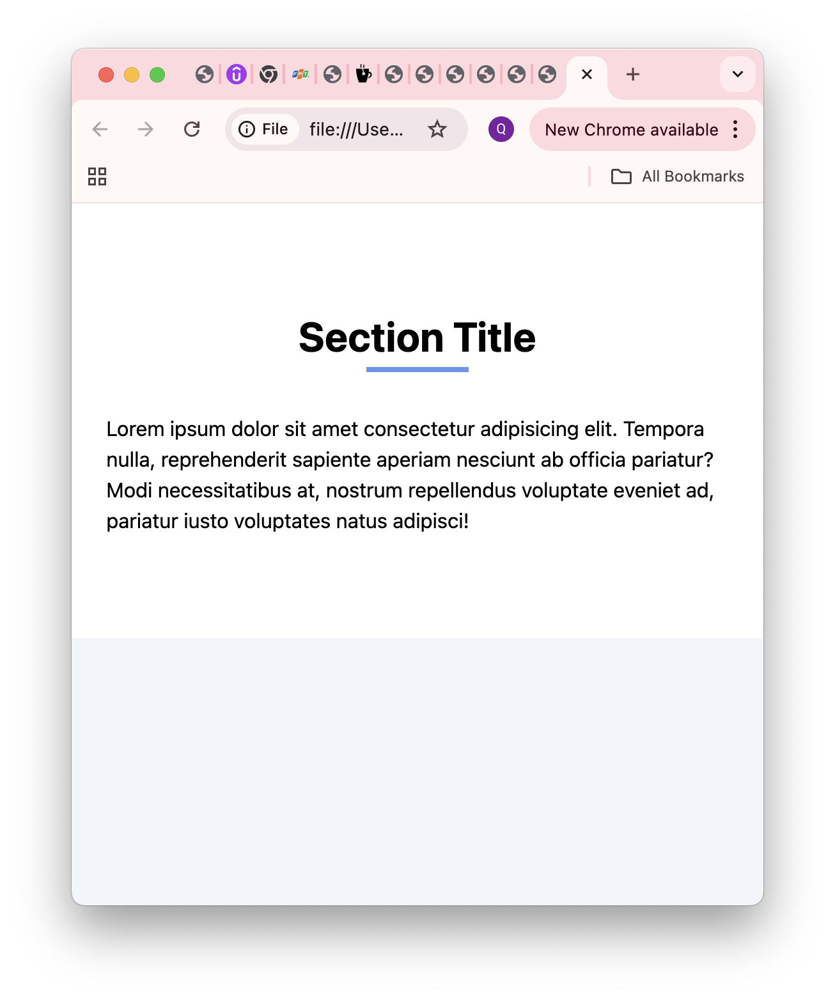 FPT
File
file:///Use...
Q
New Chrome available
All Bookmarks
Section Title
Lorem ipsum dolor sit amet consectetur adipisicing elit. Tempora
nulla, reprehenderit sapiente aperiam nesciunt ab officia pariatur?
Modi necessitatibus at, nostrum repellendus voluptate eveniet ad,
pariatur iusto voluptates natus adipisci!